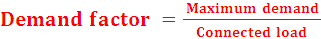 Demand factor = Maximum demand / Connected load